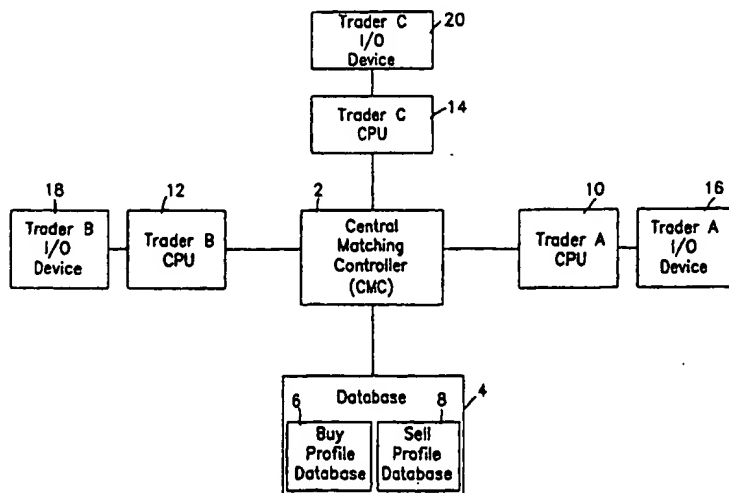 Trader C
I/O
Device
20
Trader C
CPU
14
18
Trader B
I/O
Device
12
Trader B
CPU
2
Central
Matching
Controller
(CMC)
10
Trader A
CPU
16
Trader A
I/O
Device
Database
4
6
Buy
Profile
Database
8
Sell
Profile
Database